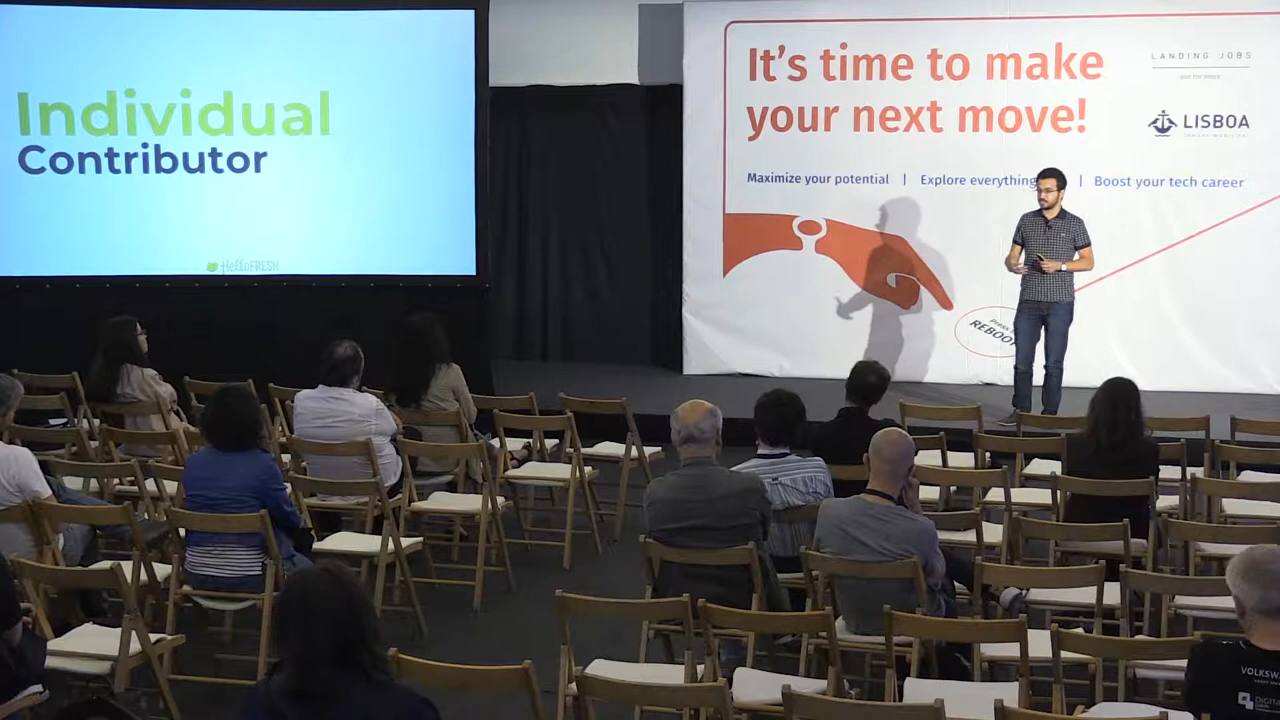 Individual
Contributor
HelloFRESH
It's time to make
your next move!
LANDING JOBS
LISBOA
Maximize your potential | Explore everything | Boost your tech career
REBOOT
VOLKSW
DIGIT